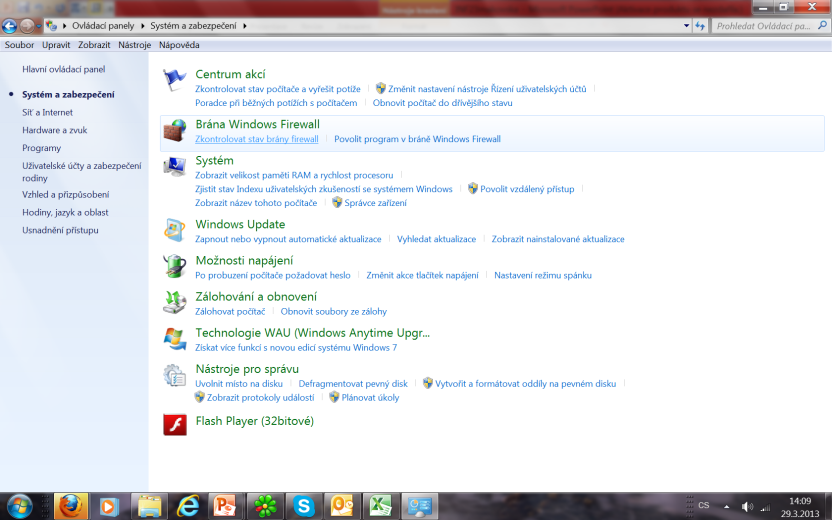 Ovládací panely ▸ Systém a zabezpečení ▸
Prohledat Ovládací pa...
Soubor Upravit Zobrazit Nástroje Nápověda
Hlavní ovládací panel
Systém a zabezpečení
Síť a Internet
Hardware a zvuk
Programy
Uživatelské účty a zabezpečení
rodiny
Vzhled a přizpůsobení
Hodiny, jazyk a oblast
Usnadnění přístupu
Centrum akcí
Zkontrolovat stav počítače a vyřešit potíže | Změnit nastavení nástroje Řízení uživatelských účtů
Poradce při běžných potížích s počítačem | Obnovit počítač do dřívějšího stavu
Brána Windows Firewall
Zkontrolovat stav brány firewall | Povolit program v bráně Windows Firewall
Systém
Zobrazit velikost paměti RAM a rychlost procesoru
Zjistit stav Indexu uživatelských zkušeností se systémem Windows | Povolit vzdálený přístup
Zobrazit název tohoto počítače | Správce zařízení
Windows Update
Zapnout nebo vypnout automatické aktualizace | Vyhledat aktualizace | Zobrazit nainstalované aktualizace
Možnosti napájení
Po probuzení počítače požadovat heslo | Změnit akce tlačítek napájení | Nastavení režimu spánku
Zálohování a obnovení
Zálohovat počítač | Obnovit soubory ze zálohy
Technologie WAU (Windows Anytime Upgr...
Získat více funkcí s novou edicí systému Windows 7
Nástroje pro správu
Uvolnit místo na disku | Defragmentovat pevný disk | Vytvořit a formátovat oddíly na pevném disku
Zobrazit protokoly událostí | Plánovat úkoly
Flash Player (32bitové)
CS
14:09
29.3.2013